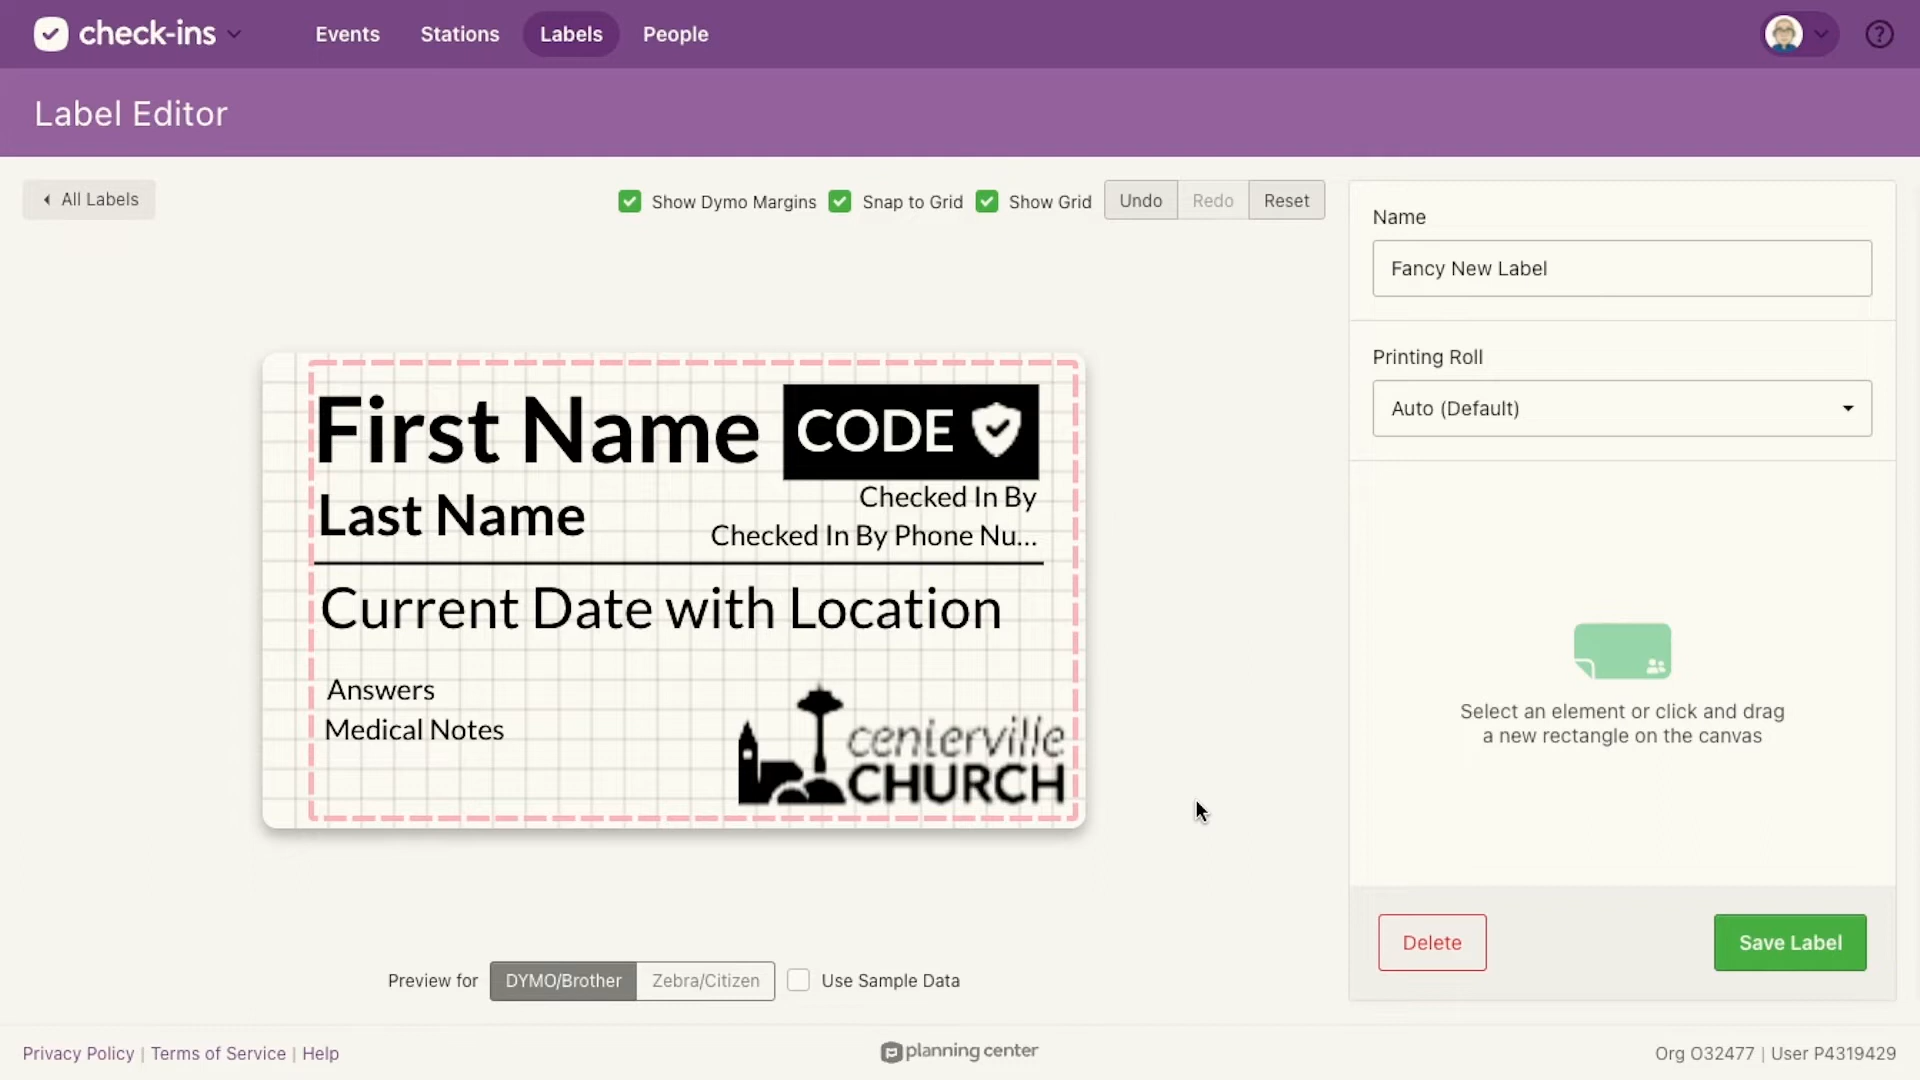 check-ins
Events
Stations
Labels
People
Label Editor
All Labels
Show Dymo Margins
Snap to Grid
Show Grid
Undo
Redo
Reset
First Name
CODE
Last Name
Checked In By
Checked In By Phone Nu...
Current Date with Location
Answers
Medical Notes
centerville
CHURCH
Preview for
DYMO/Brother
Zebra/Citizen
Use Sample Data
Name
Fancy New Label
Printing Roll
Auto (Default)
Select an element or click and drag
a new rectangle on the canvas
Delete
Save Label
Privacy Policy | Terms of Service | Help
planning center
Org O32477 | User P4319429